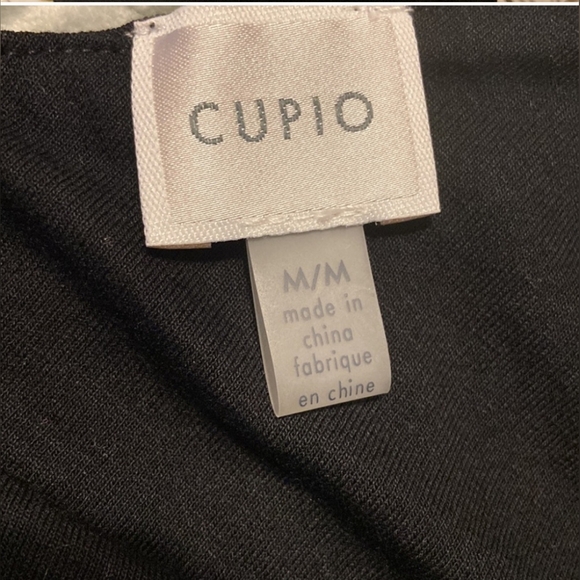 CUPIO
M/M
made in
china
fabrique
en chine